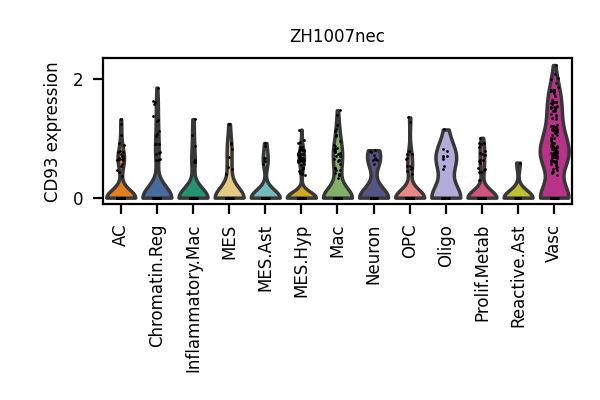 ZH1007nec
CD93 expression
2
0
AC
Chromatin.Reg
Inflammatory.Mac
MES
MES.Ast
MES.Hyp
Mac
Neuron
OPC
Oligo
Prolif.Metab
Reactive.Ast
Vasc